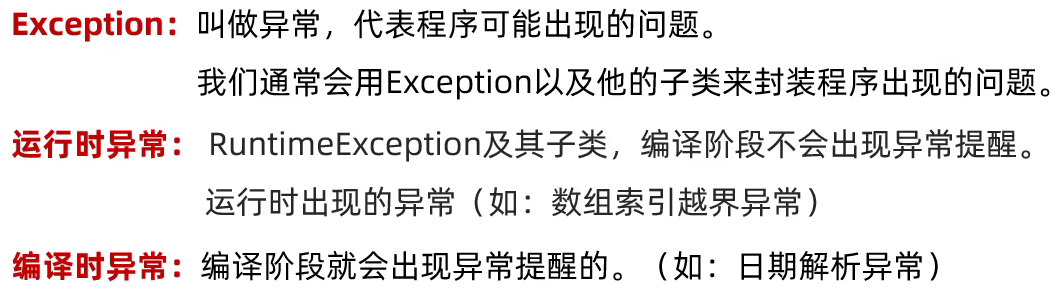 Exception：叫做异常，代表程序可能出现的问题。
我们通常会用Exception以及他的子类来封装程序出现的问题。
运行时异常： RuntimeException及其子类，编译阶段不会出现异常提醒。
运行时出现的异常（如：数组索引越界异常）
编译时异常：编译阶段就会出现异常提醒的。（如：日期解析异常）